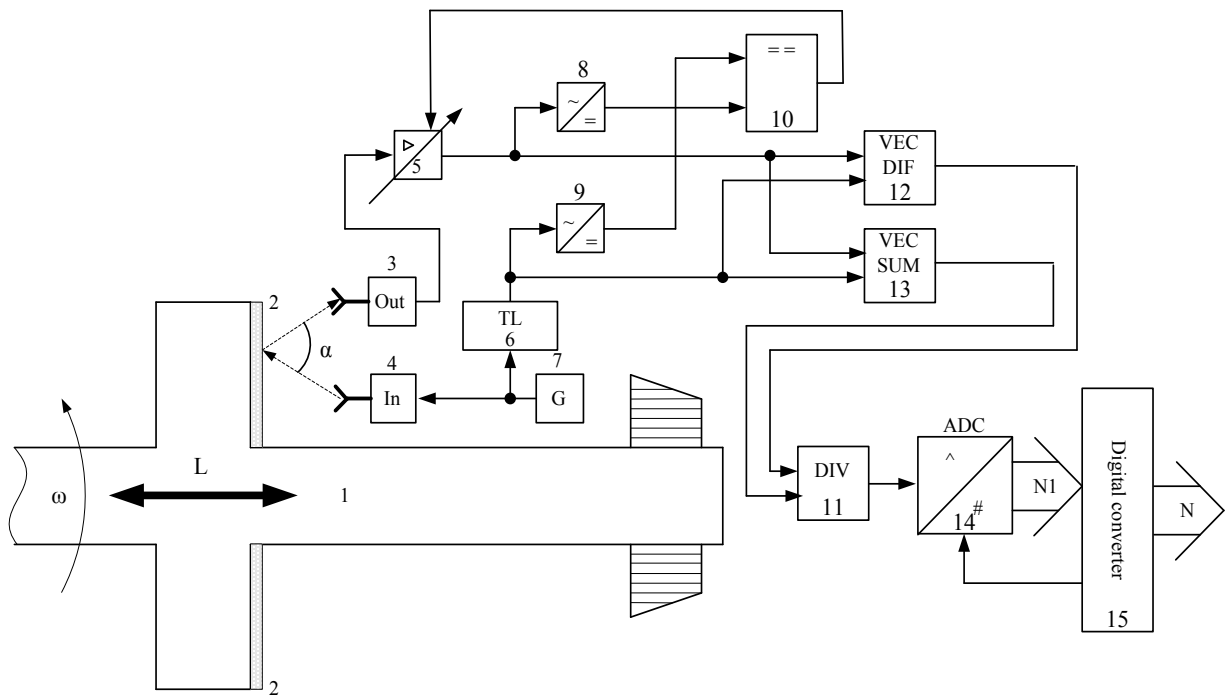 8
~
=
= =
10
▷
5
VEC
DIF
12
9
~
=
VEC
SUM
13
3
Out
2
TL
6
α
4
In
7
G
L
ω
1
DIV
11
ADC
^
#
14
N1
Digital converter
15
N
2